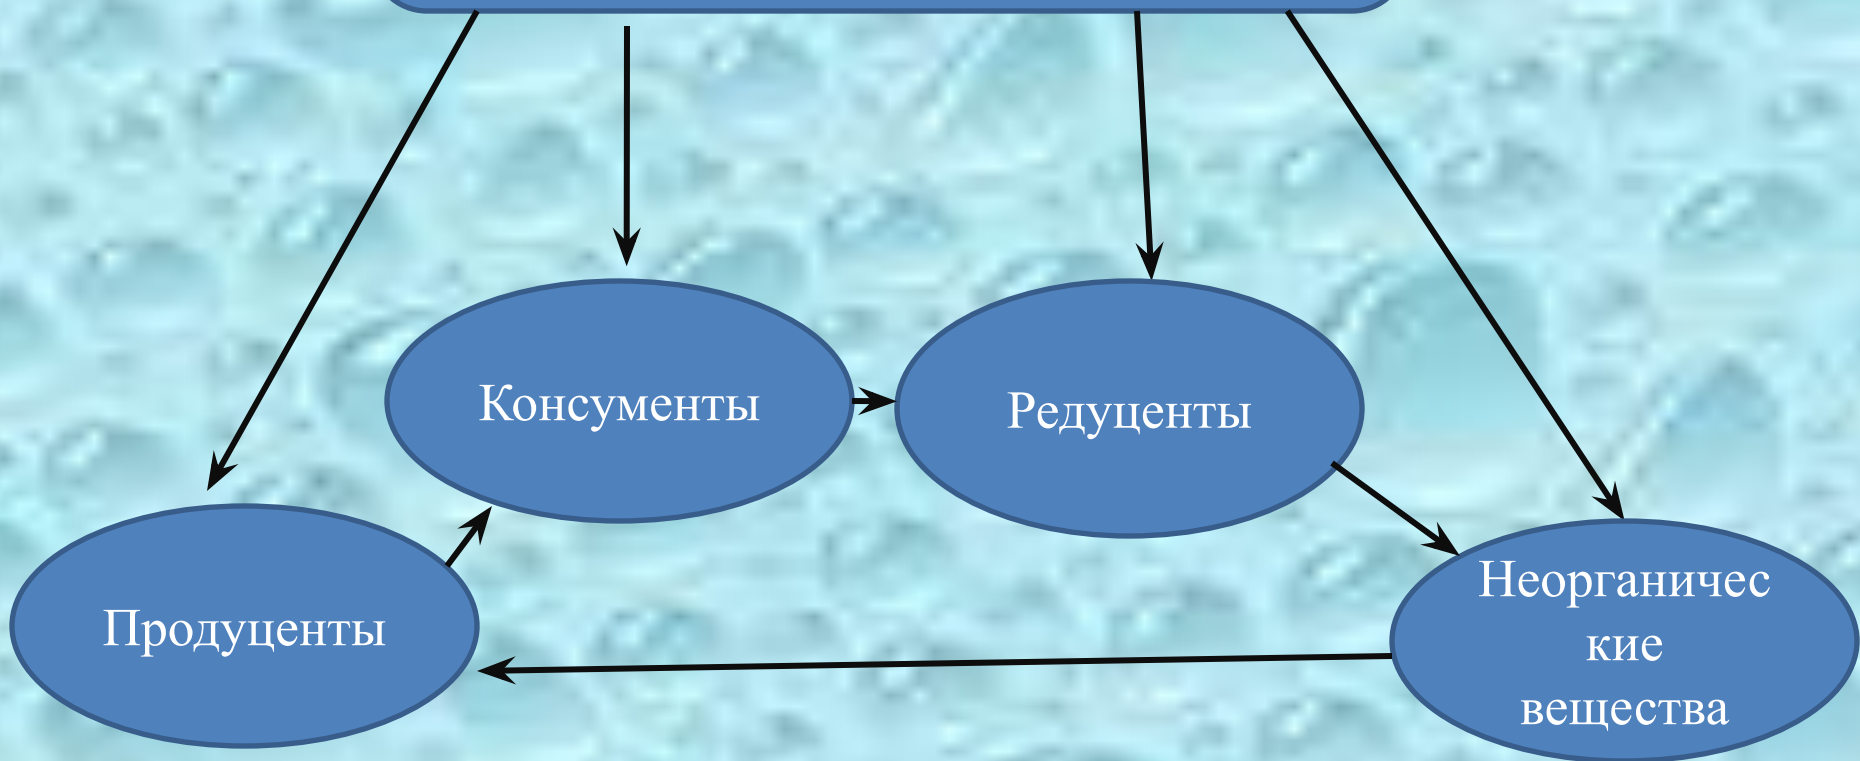 Консументы
Редуценты
Продуценты
Неорганичес
кие
вещества